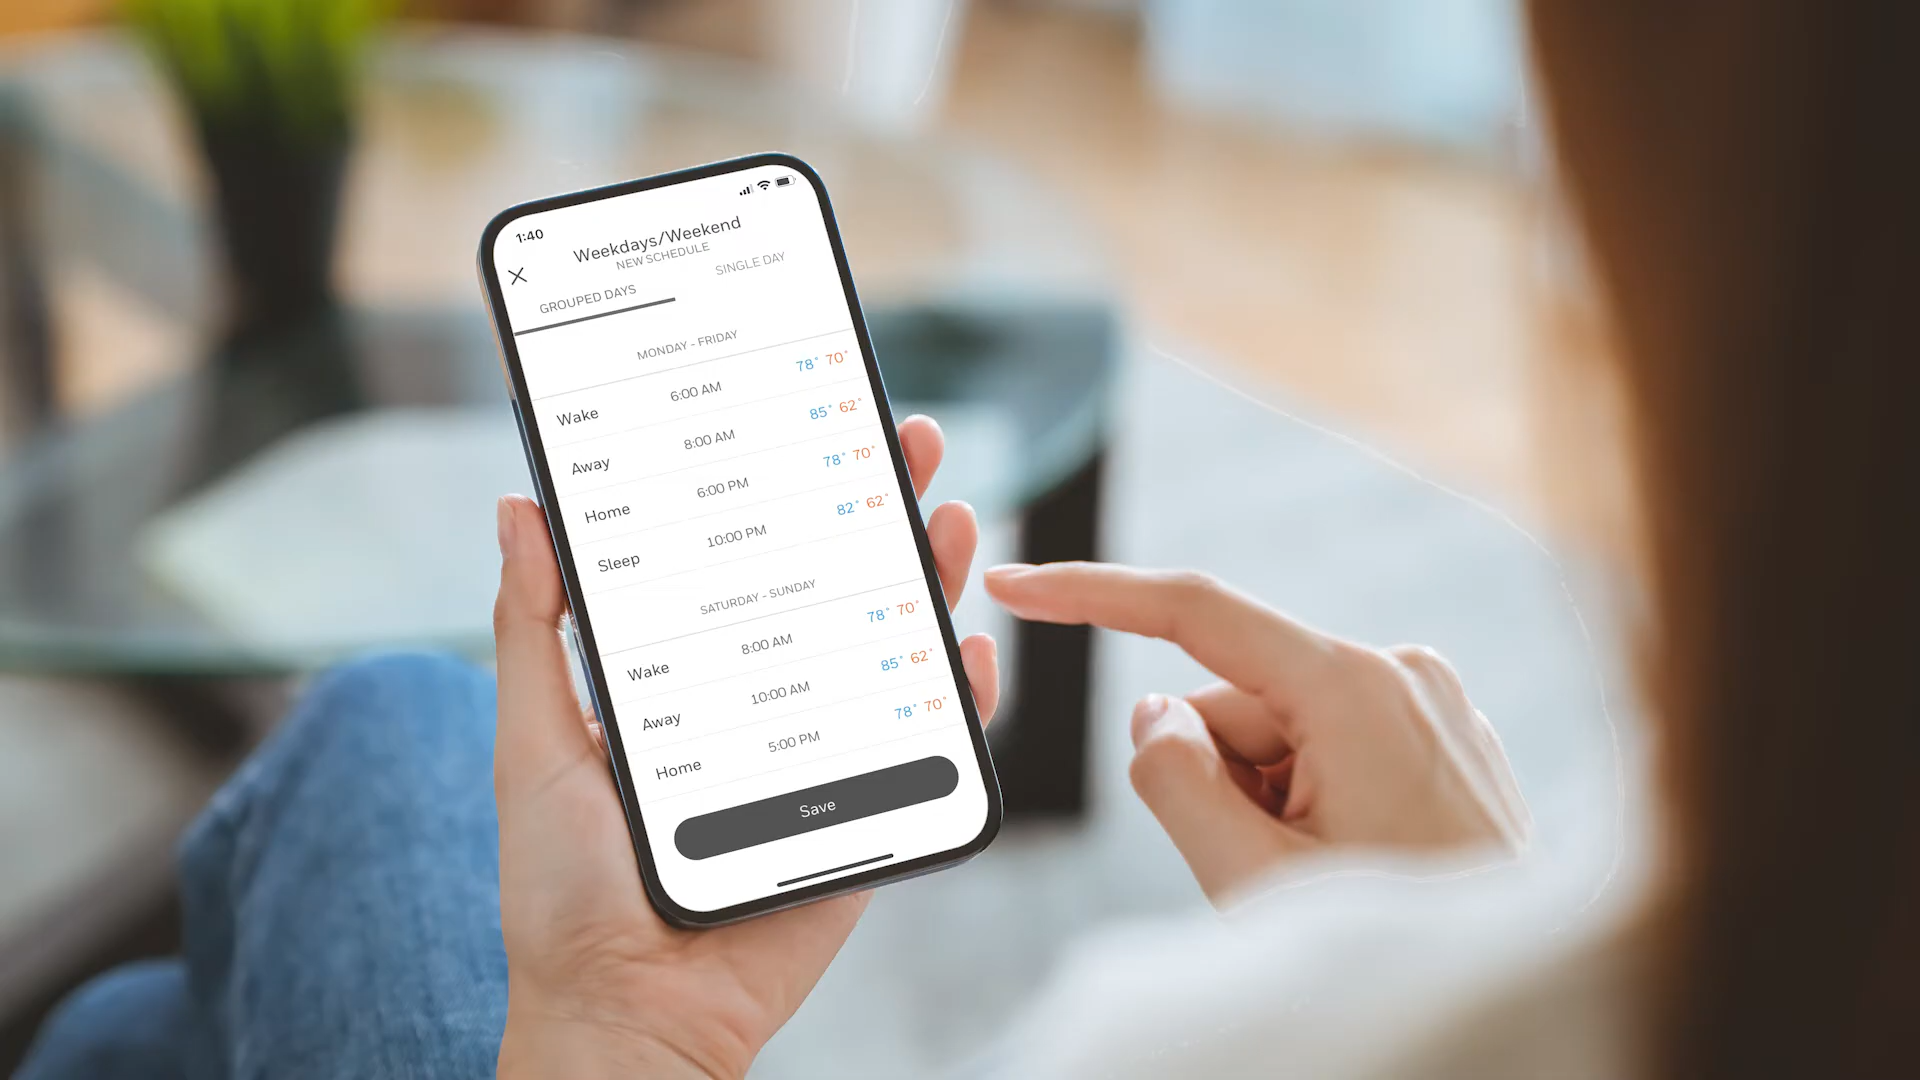 1:40
Weekdays/Weekend
NEW SCHEDULE
GROUPED DAYS SINGLE DAY
MONDAY - FRIDAY
Wake 6:00 AM 78° 70°
Away 8:00 AM 85° 62°
Home 6:00 PM 78° 70°
Sleep 10:00 PM 82° 62°
SATURDAY - SUNDAY
Wake 8:00 AM 78° 70°
Away 10:00 AM 85° 62°
Home 5:00 PM 78° 70°
Save